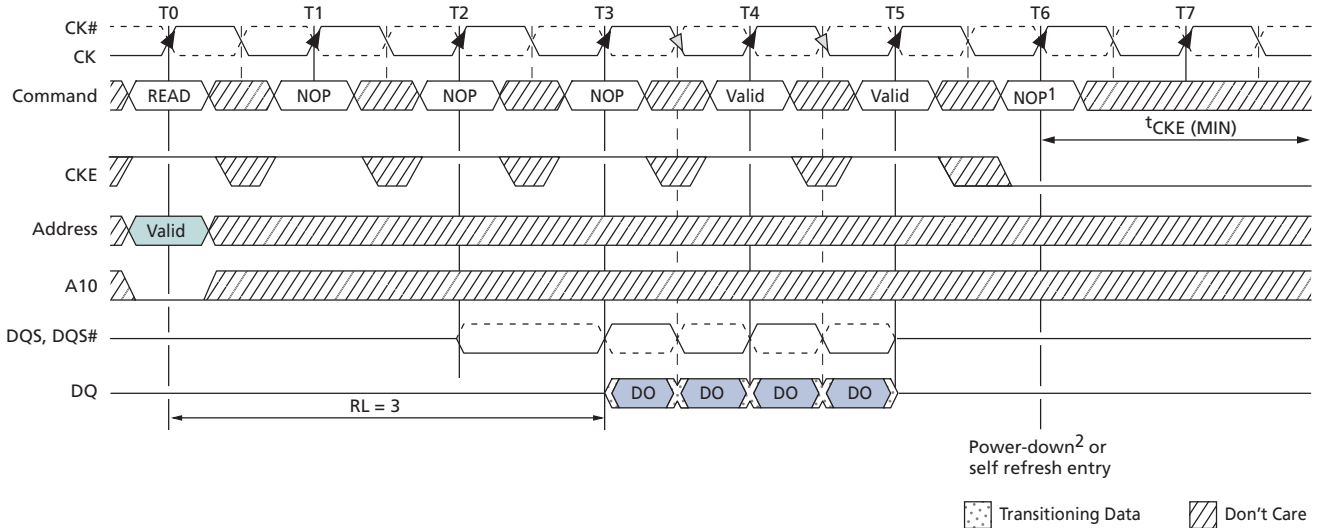 T0 T1 T2 T3 T4 T5 T6 T7
CK#
CK
Command READ NOP NOP NOP Valid Valid NOP1
tCKE (MIN)
CKE
Address Valid
A10
DQS, DQS#
DQ DO DO DO DO
RL = 3
Power-down2 or
self refresh entry
Transitioning Data Don't Care